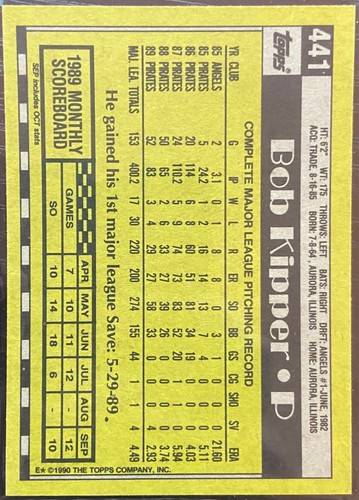 441
Topps
Bob Kipper • P
HT: 6'2" WT: 175 THROWS: LEFT BATS: RIGHT DRFT: ANGELS #1-JUNE, 1982
ACQ: TRADE, 8-16-85 BORN: 7-8-64, AURORA, ILLINOIS HOME: AURORA, ILLINOIS
COMPLETE MAJOR LEAGUE PITCHING RECORD
YR CLUB G IP W L R ER SO BB GS CG SHO SV ERA
85 ANGELS 2 3.1 0 1 8 8 0 3 1 0 0 0 21.60
85 PIRATES 5 24.2 1 2 16 14 13 7 4 0 0 0 5.11
86 PIRATES 20 114 6 8 60 51 81 34 19 0 0 0 4.03
87 PIRATES 24 110.2 5 9 74 73 83 52 20 1 1 0 5.94
88 PIRATES 50 65 2 6 33 27 39 26 0 0 0 0 3.74
89 PIRATES 52 83 3 4 29 27 58 33 0 0 0 4 2.93
MAJ. LEA. TOTALS 153 400.2 17 30 220 200 274 155 44 1 1 4 4.49
He gained his 1st major league Save: 5-29-89.
1989 MONTHLY
SCOREBOARD
APR MAY JUN JUL AUG SEP
GAMES 7 10 11 12 - 12
SO 10 14 18 6 - 10
SEP includes OCT stats
E* ©1990 THE TOPPS COMPANY, INC.